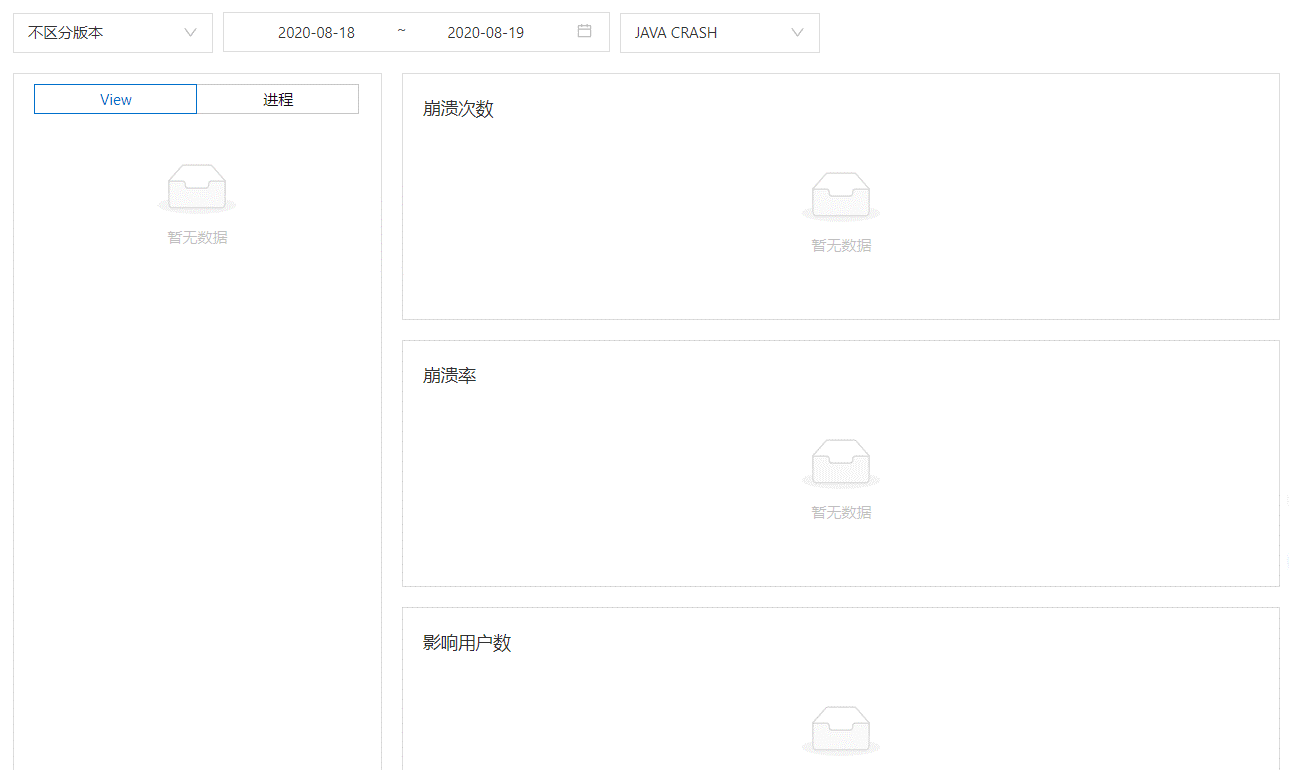 不区分版本
2020-08-18 ~ 2020-08-19
JAVA CRASH
View
进程
暂无数据
崩溃次数
暂无数据
崩溃率
暂无数据
影响用户数